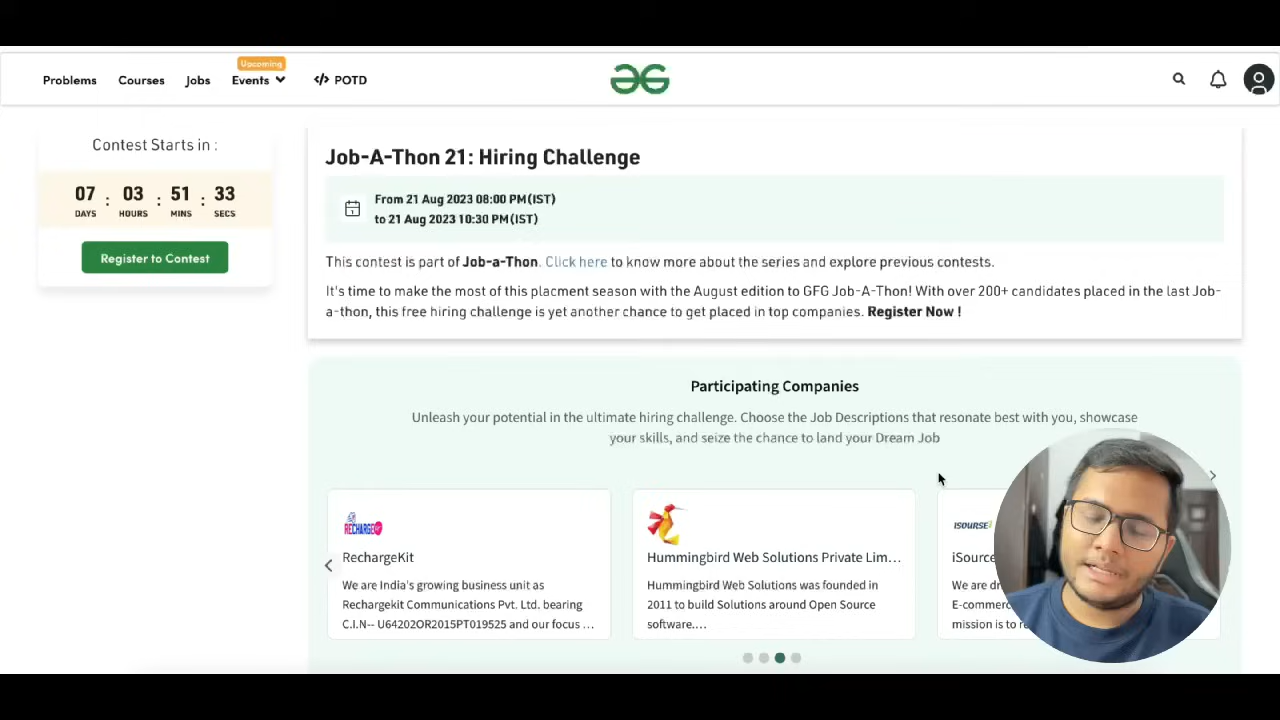 Upcoming
Problems Courses Jobs Events </> POTD
Contest Starts in :
07 : 03 : 51 : 33
DAYS HOURS MINS SECS
Register to Contest
Job-A-Thon 21: Hiring Challenge
From 21 Aug 2023 08:00 PM(IST)
to 21 Aug 2023 10:30 PM(IST)
This contest is part of Job-a-Thon. Click here to know more about the series and explore previous contests.
It's time to make the most of this placment season with the August edition to GFG Job-A-Thon! With over 200+ candidates placed in the last Job-
a-thon, this free hiring challenge is yet another chance to get placed in top companies. Register Now !
Participating Companies
Unleash your potential in the ultimate hiring challenge. Choose the Job Descriptions that resonate best with you, showcase
your skills, and seize the chance to land your Dream Job
RECHARGE
RechargeKit
We are India's growing business unit as
Rechargekit Communications Pvt. Ltd. bearing
C.I.N-- U64202OR2015PT019525 and our focus ...
Hummingbird Web Solutions Private Lim...
Hummingbird Web Solutions was founded in
2011 to build Solutions around Open Source
software....
ISOURSE
iSource
We are
E-commerc
mission is to